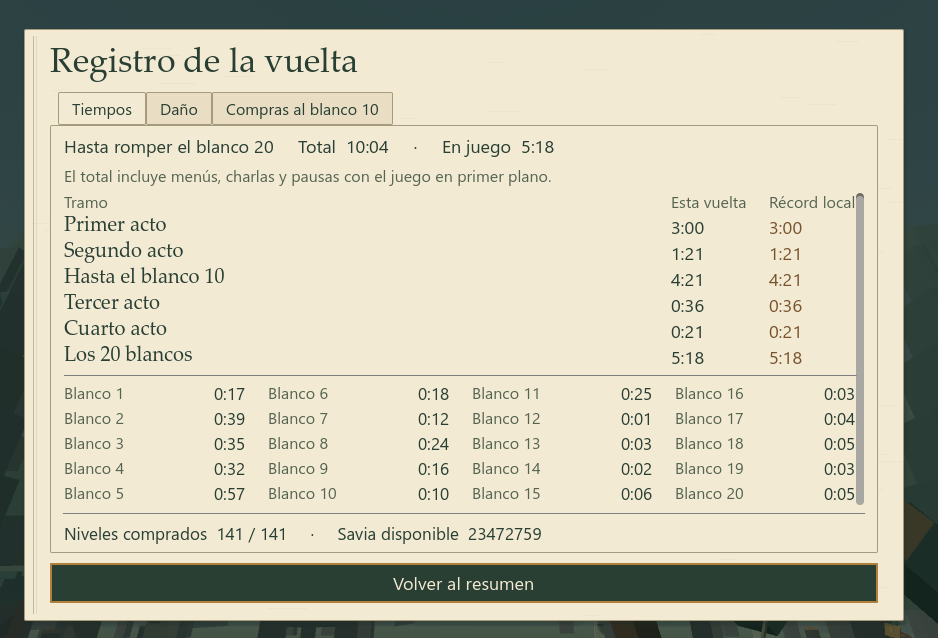 Registro de la vuelta
Tiempos Daño Compras al blanco 10
Hasta romper el blanco 20 Total 10:04 · En juego 5:18
El total incluye menús, charlas y pausas con el juego en primer plano.
Tramo Esta vuelta Récord local
Primer acto 3:00 3:00
Segundo acto 1:21 1:21
Hasta el blanco 10 4:21 4:21
Tercer acto 0:36 0:36
Cuarto acto 0:21 0:21
Los 20 blancos 5:18 5:18
Blanco 1 0:17 Blanco 6 0:18 Blanco 11 0:25 Blanco 16 0:03
Blanco 2 0:39 Blanco 7 0:12 Blanco 12 0:01 Blanco 17 0:04
Blanco 3 0:35 Blanco 8 0:24 Blanco 13 0:03 Blanco 18 0:05
Blanco 4 0:32 Blanco 9 0:16 Blanco 14 0:02 Blanco 19 0:03
Blanco 5 0:57 Blanco 10 0:10 Blanco 15 0:06 Blanco 20 0:05
Niveles comprados 141 / 141 · Savia disponible 23472759
Volver al resumen